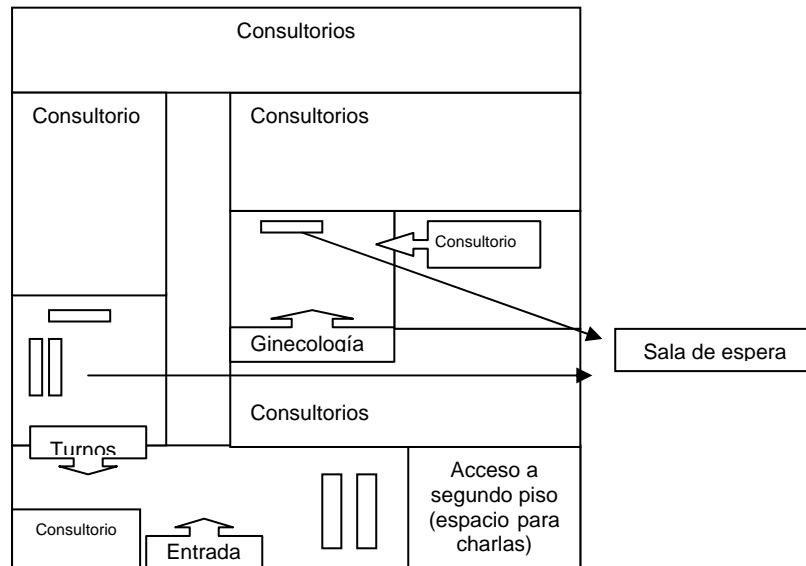 Consultorios
Consultorio
Consultorios
Consultorio
Ginecología
Sala de espera
Consultorios
Turnos
Acceso a
segundo piso
(espacio para
charlas)
Consultorio
Entrada